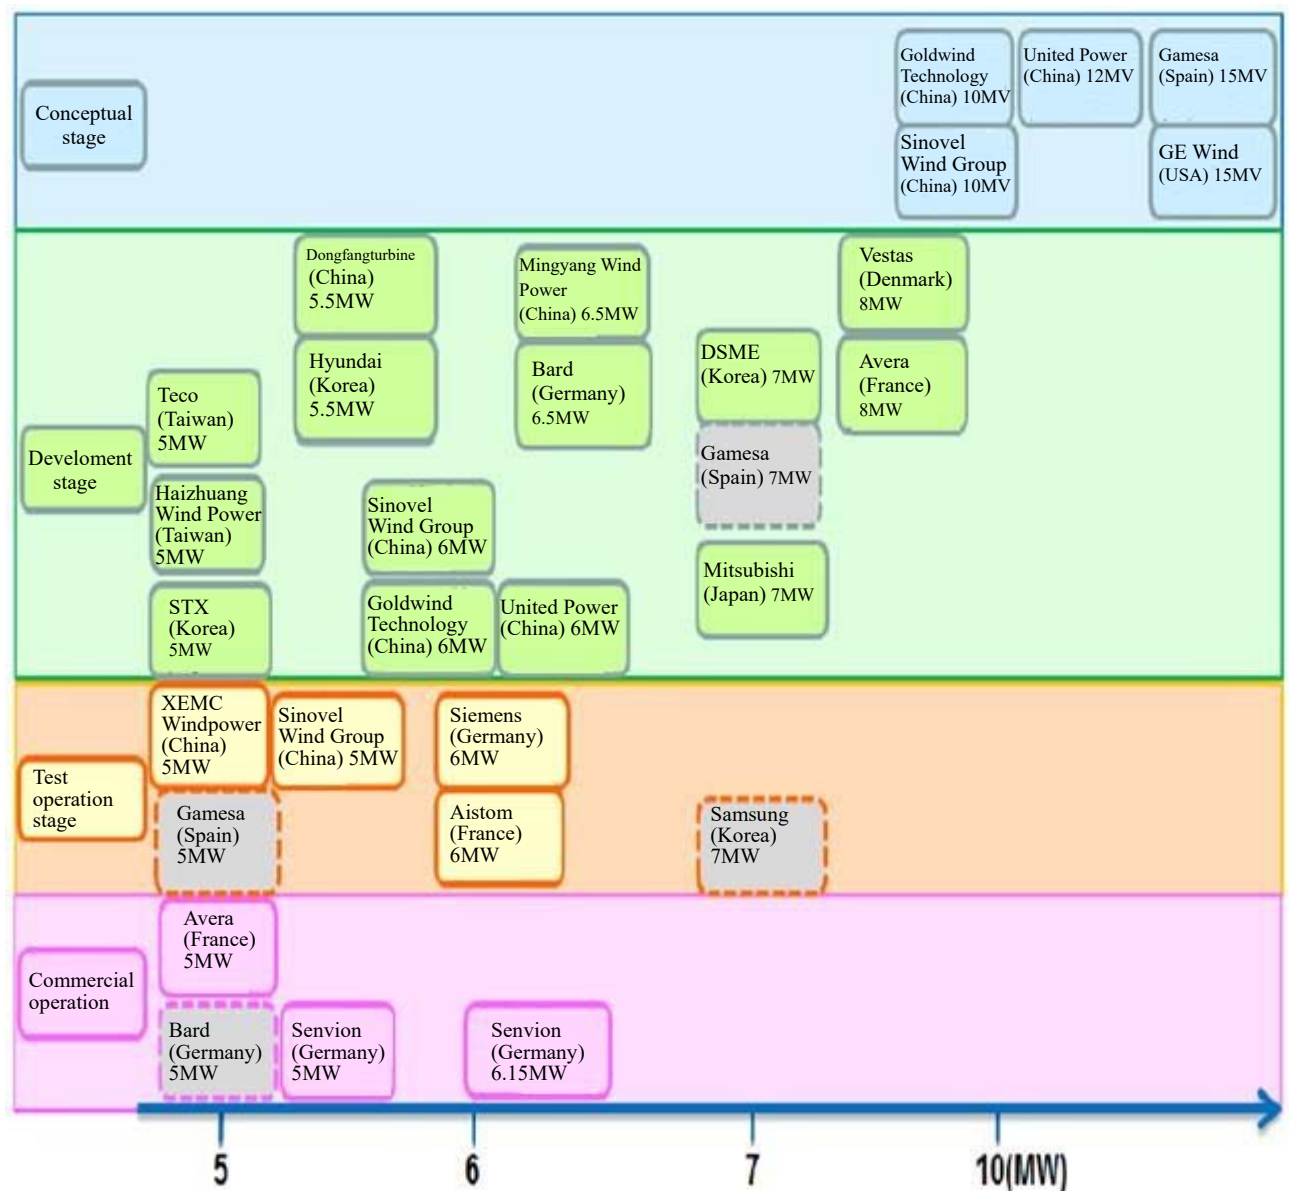 Conceptual
stage
Goldwind
Technology
(China) 10MV
United Power
(China) 12MV
Gamesa
(Spain) 15MV
Sinovel
Wind Group
(China) 10MV
GE Wind
(USA) 15MV
Develoment
stage
Dongfangturbine
(China)
5.5MW
Mingyang Wind
Power
(China) 6.5MW
Vestas
(Denmark)
8MW
Hyundai
(Korea)
5.5MW
Bard
(Germany)
6.5MW
DSME
(Korea) 7MW
Avera
(France)
8MW
Teco
(Taiwan)
5MW
Gamesa
(Spain) 7MW
Haizhuang
Wind Power
(Taiwan)
5MW
Sinovel
Wind Group
(China) 6MW
Mitsubishi
(Japan) 7MW
STX
(Korea)
5MW
Goldwind
Technology
(China) 6MW
United Power
(China) 6MW
Test
operation
stage
XEMC
Windpower
(China)
5MW
Sinovel
Wind Group
(China) 5MW
Siemens
(Germany)
6MW
Gamesa
(Spain)
5MW
Aistom
(France)
6MW
Samsung
(Korea)
7MW
Commercial
operation
Avera
(France)
5MW
Bard
(Germany)
5MW
Senvion
(Germany)
5MW
Senvion
(Germany)
6.15MW
5 6 7 10(MW)